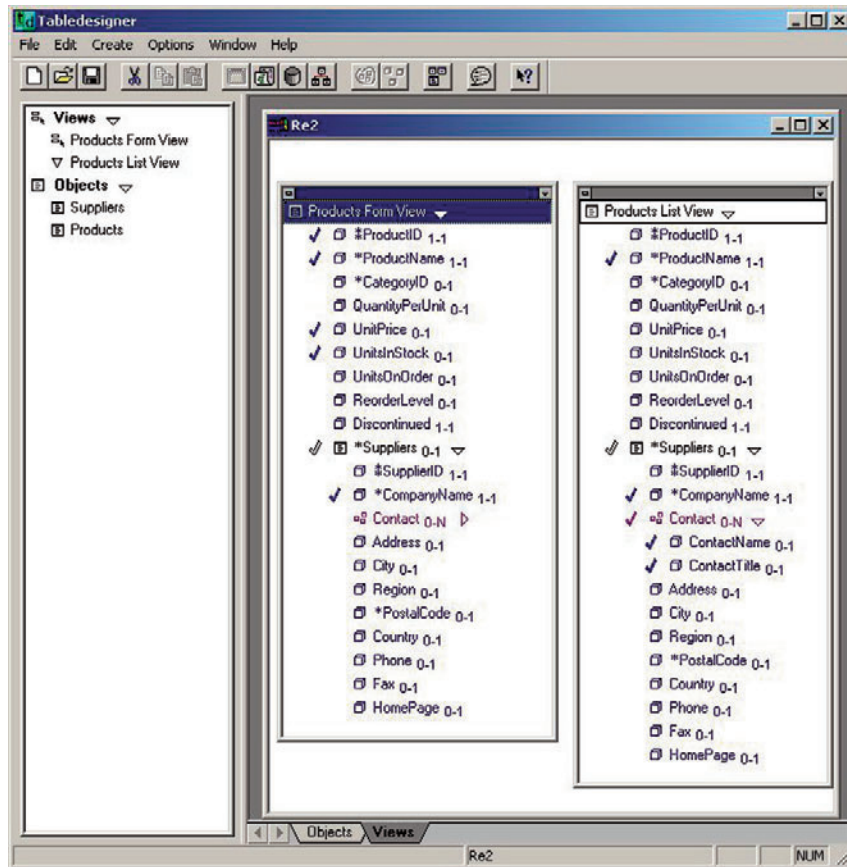 Tabledesigner
File Edit Create Options Window Help
Views
Products Form View
Products List View
Objects
Suppliers
Products
Re2
Products Form View
‡ProductID 1-1
*ProductName 1-1
*CategoryID 0-1
QuantityPerUnit 0-1
UnitPrice 0-1
UnitsInStock 0-1
UnitsOnOrder 0-1
ReorderLevel 0-1
Discontinued 1-1
*Suppliers 0-1
‡SupplierID 1-1
*CompanyName 1-1
Contact 0-N
Address 0-1
City 0-1
Region 0-1
*PostalCode 0-1
Country 0-1
Phone 0-1
Fax 0-1
HomePage 0-1
Products List View
‡ProductID 1-1
*ProductName 1-1
*CategoryID 0-1
QuantityPerUnit 0-1
UnitPrice 0-1
UnitsInStock 0-1
UnitsOnOrder 0-1
ReorderLevel 0-1
Discontinued 1-1
*Suppliers 0-1
‡SupplierID 1-1
*CompanyName 1-1
Contact 0-N
ContactName 0-1
ContactTitle 0-1
Address 0-1
City 0-1
Region 0-1
*PostalCode 0-1
Country 0-1
Phone 0-1
Fax 0-1
HomePage 0-1
Objects Views
Re2 NUM